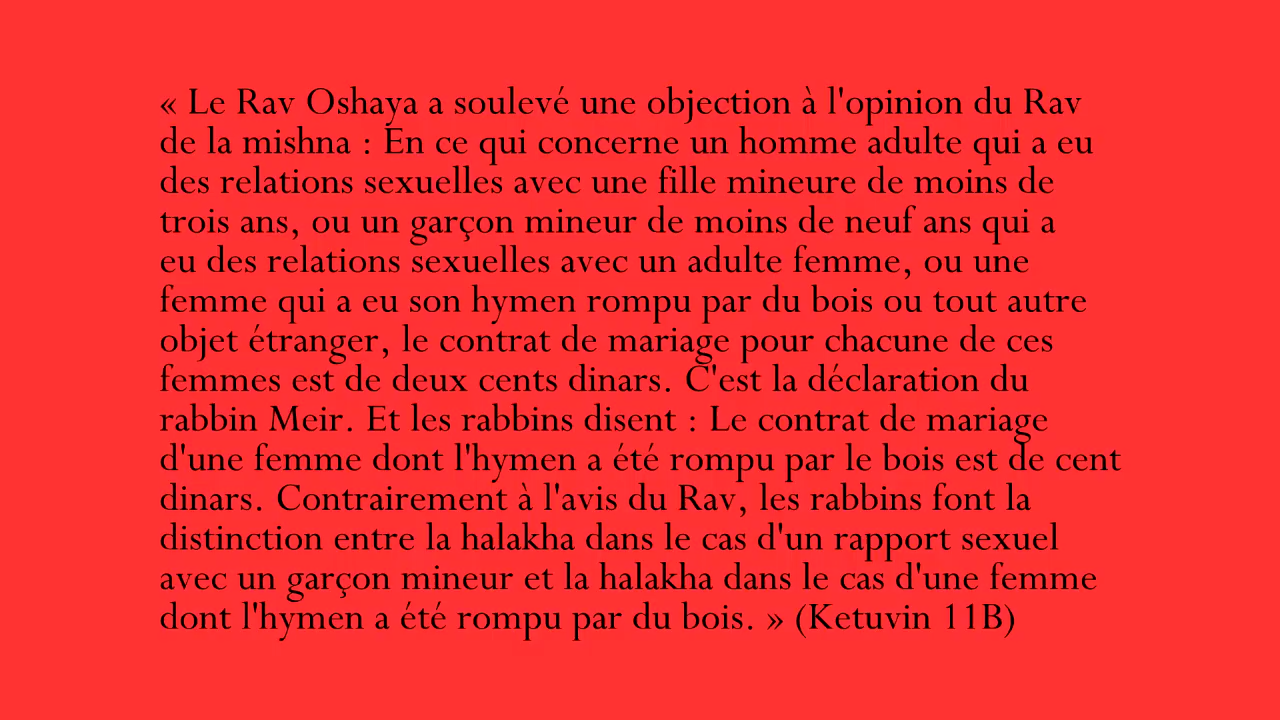 « Le Rav Oshaya a soulevé une objection à l'opinion du Rav
de la mishna : En ce qui concerne un homme adulte qui a eu
des relations sexuelles avec une fille mineure de moins de
trois ans, ou un garçon mineur de moins de neuf ans qui a
eu des relations sexuelles avec un adulte femme, ou une
femme qui a eu son hymen rompu par du bois ou tout autre
objet étranger, le contrat de mariage pour chacune de ces
femmes est de deux cents dinars. C'est la déclaration du
rabbin Meir. Et les rabbins disent : Le contrat de mariage
d'une femme dont l'hymen a été rompu par le bois est de cent
dinars. Contrairement à l'avis du Rav, les rabbins font la
distinction entre la halakha dans le cas d'un rapport sexuel
avec un garçon mineur et la halakha dans le cas d'une femme
dont l'hymen a été rompu par du bois. » (Ketuvin 11B)